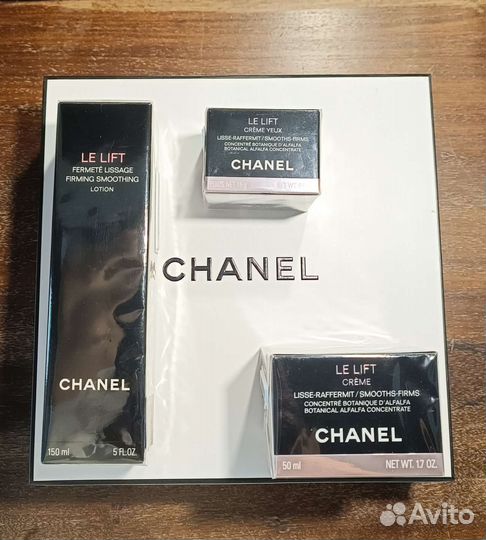 LE LIFT
FERMETÉ LISSAGE
FIRMING SMOOTHING
LOTION
CHANEL
150 ml 5 FL.OZ.
LE LIFT
CRÈME YEUX
LISSE-RAFFERMIT/SMOOTHS-FIRMS
CONCENTRÉ BOTANIQUE D'ALFALFA
BOTANICAL ALFALFA CONCENTRATE
CHANEL
CHANEL
LE LIFT
CRÈME
LISSE-RAFFERMIT/SMOOTHS-FIRMS
CONCENTRÉ BOTANIQUE D'ALFALFA
BOTANICAL ALFALFA CONCENTRATE
CHANEL
50 ml NET WT. 1.7 OZ.
Avito